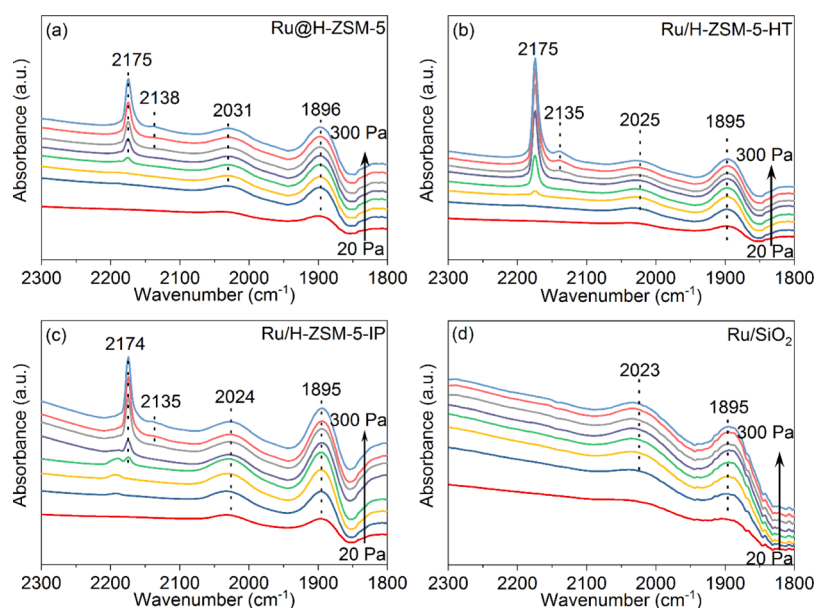 (a)
Ru@H-ZSM-5
2175
2138
2031
1896
300 Pa
20 Pa
Absorbance (a.u.)
2300 2200 2100 2000 1900 1800
Wavenumber (cm⁻¹)
(b)
Ru/H-ZSM-5-HT
2175
2135
2025
1895
300 Pa
20 Pa
Absorbance (a.u.)
2300 2200 2100 2000 1900 1800
Wavenumber (cm⁻¹)
(c)
Ru/H-ZSM-5-IP
2174
2135
2024
1895
300 Pa
20 Pa
Absorbance (a.u.)
2300 2200 2100 2000 1900 1800
Wavenumber (cm⁻¹)
(d)
Ru/SiO₂
2023
1895
300 Pa
20 Pa
Absorbance (a.u.)
2300 2200 2100 2000 1900 1800
Wavenumber (cm⁻¹)